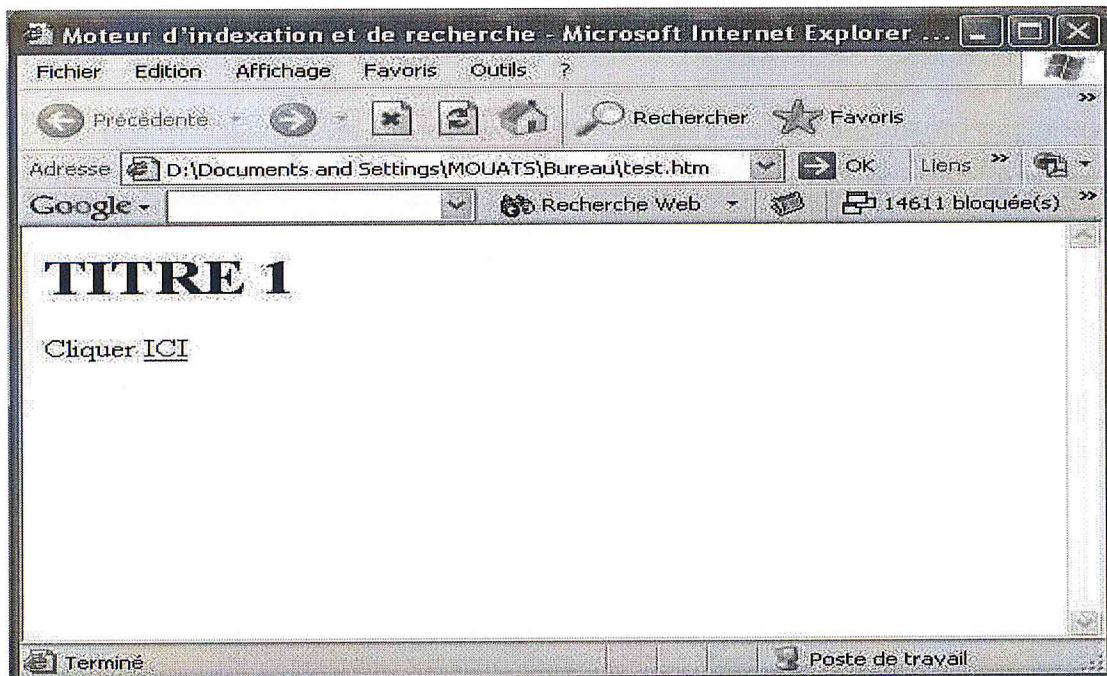 Moteur d'indexation et de recherche - Microsoft Internet Explorer ...
Fichier Edition Affichage Favoris Outils ?
Précédente Rechercher Favoris »
Adresse D:\Documents and Settings\MOUATS\Bureau\test.htm OK Liens »
Google Recherche Web 14611 bloquée(s) »
TITRE 1
Cliquer ICI
Terminé Poste de travail